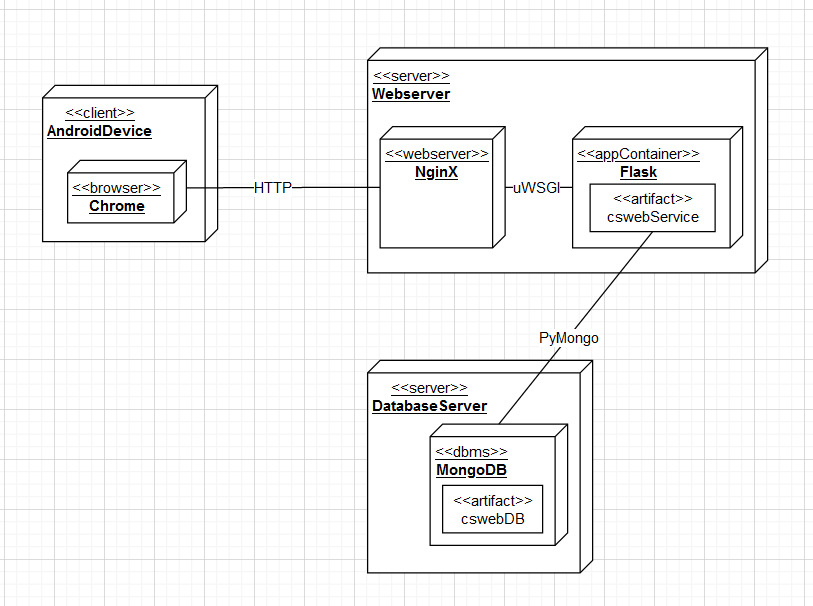 <<client>>
AndroidDevice
<<browser>>
Chrome
HTTP
<<server>>
Webserver
<<webserver>>
NginX
uWSGI
<<appContainer>>
Flask
<<artifact>>
cswebService
PyMongo
<<server>>
DatabaseServer
<<dbms>>
MongoDB
<<artifact>>
cswebDB